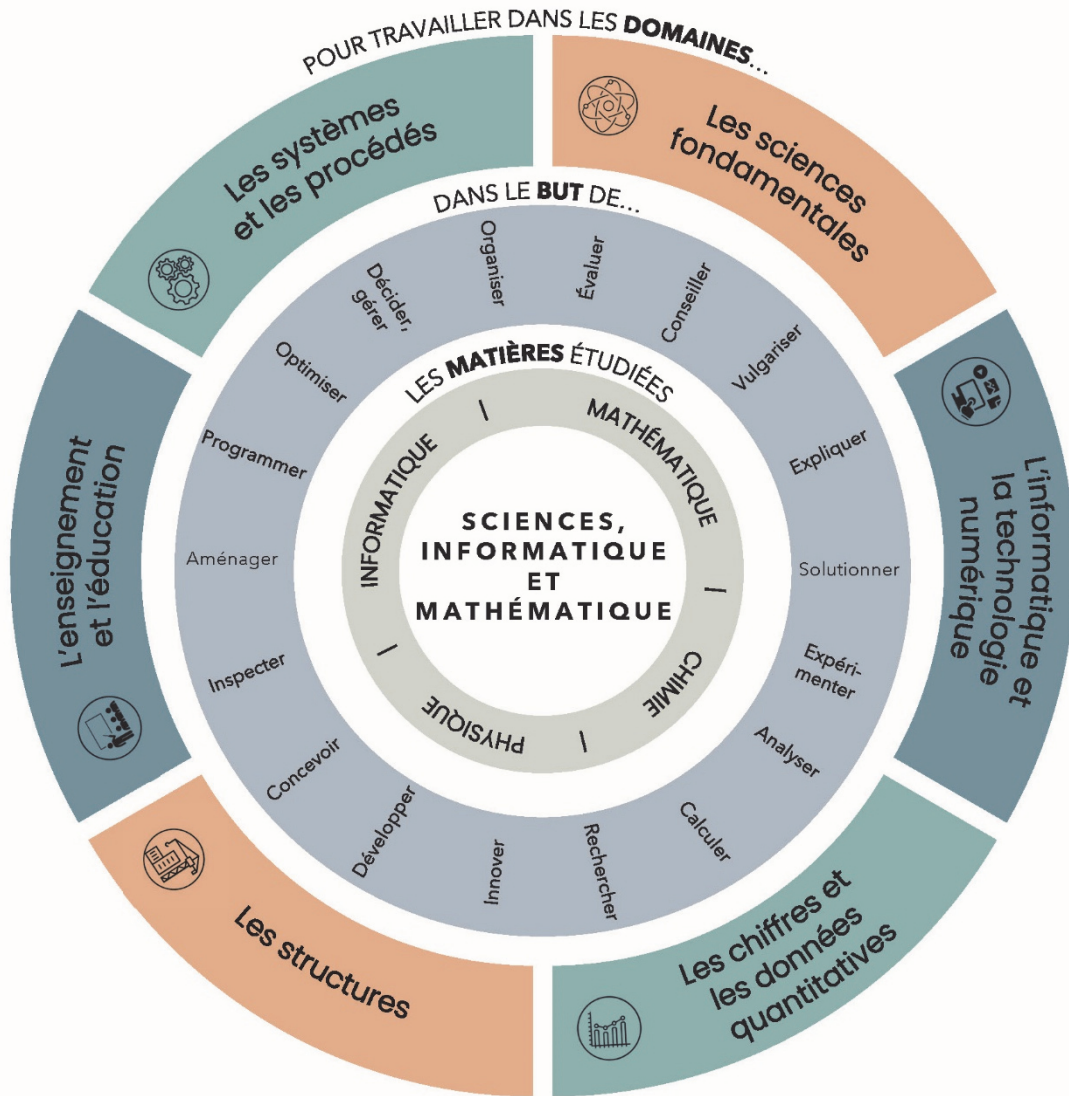 POUR TRAVAILLER DANS LES DOMAINES...
Les systèmes
et les procédés
Les sciences
fondamentales
L'informatique et
la technologie
numérique
Les chiffres et
les données
quantitatives
Les structures
L'enseignement
et l'éducation
DANS LE BUT DE...
Organiser
Évaluer
Conseiller
Vulgariser
Expliquer
Solutionner
Expéri-
menter
Analyser
Calculer
Rechercher
Innover
Développer
Concevoir
Inspecter
Aménager
Programmer
Optimiser
Décider,
gérer
LES MATIÈRES ÉTUDIÉES
MATHÉMATIQUE
CHIMIE
PHYSIQUE
INFORMATIQUE
SCIENCES,
INFORMATIQUE
ET
MATHÉMATIQUE